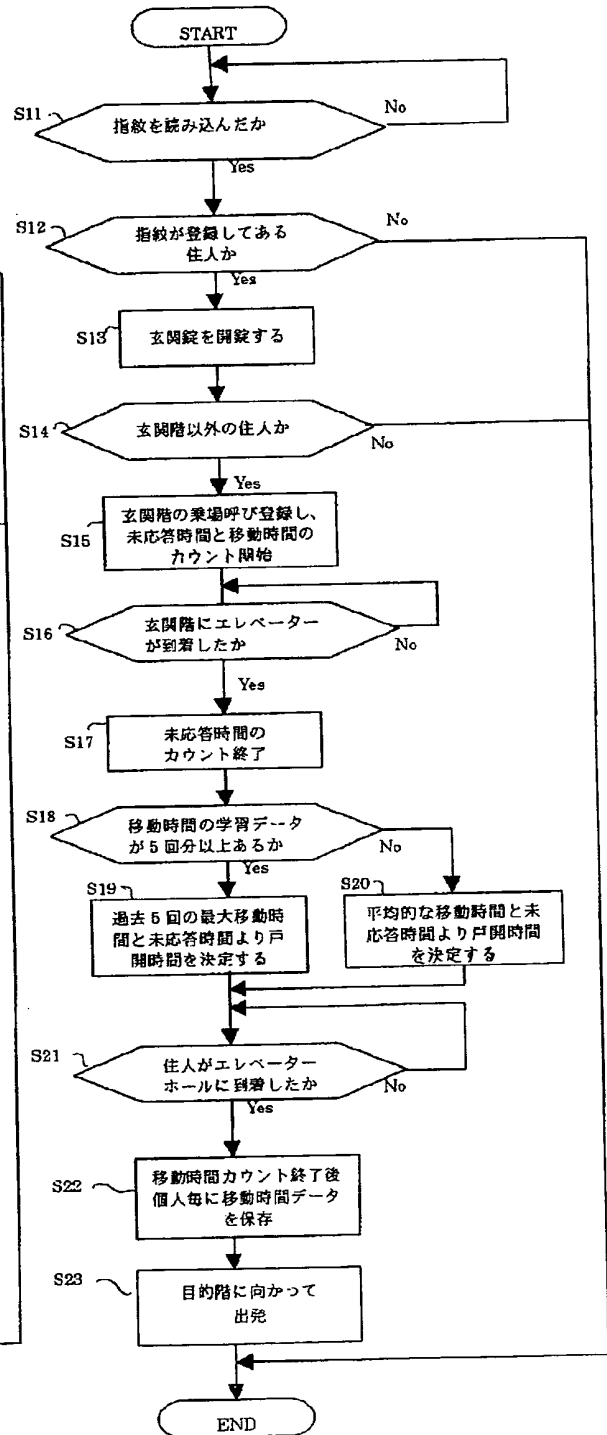 START
S11
指紋を読み込んだか
No
Yes
S12
指紋が登録してある
住人か
No
Yes
S13
玄関錠を開錠する
S14
玄関階以外の住人か
No
Yes
S15
玄関階の乗場呼び登録し、
未応答時間と移動時間の
カウント開始
S16
玄関階にエレベーター
が到着したか
No
Yes
S17
未応答時間の
カウント終了
S18
移動時間の学習データ
が5回分以上あるか
No
Yes
S19
過去5回の最大移動時
間と未応答時間より戸
開時間を決定する
S20
平均的な移動時間と未
応答時間より戸開時間
を決定する
S21
住人がエレベーター
ホールに到着したか
No
Yes
S22
移動時間カウント終了後
個人毎に移動時間データ
を保存
S23
目的階に向かって
出発
END